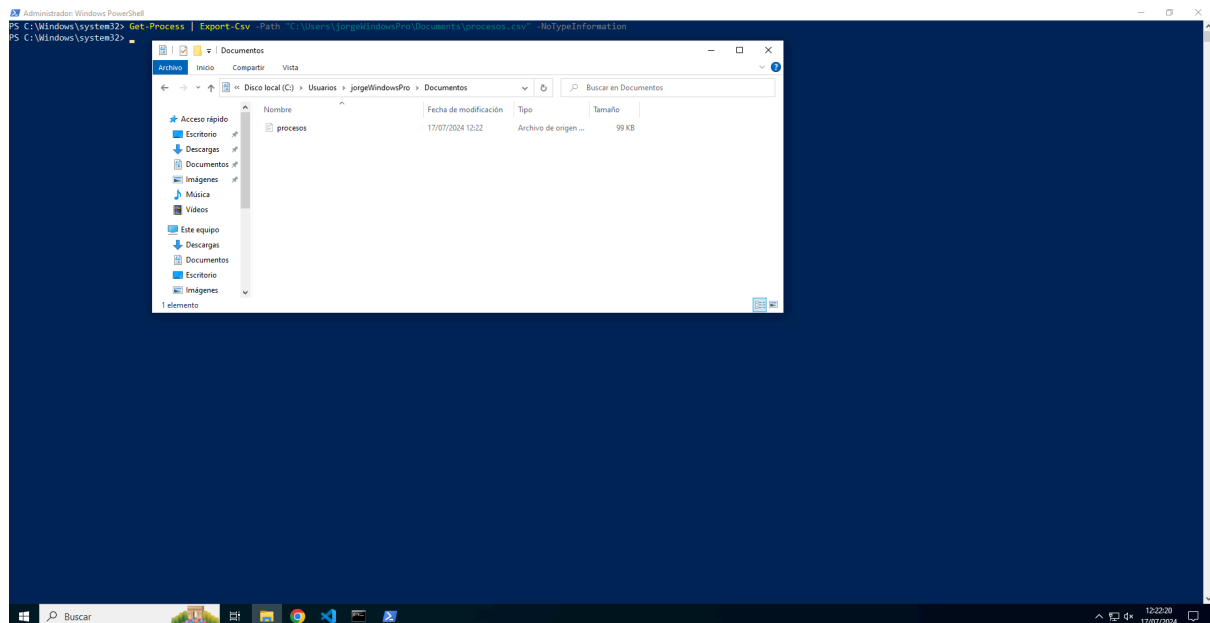 Administrador: Windows PowerShell
PS C:\Windows\system32> Get-Process | Export-Csv -Path "C:\Users\jorgeWindowsPro\Documents\procesos.csv" -NoTypeInformation
PS C:\Windows\system32>
Documentos
Archivo Inicio Compartir Vista
« Disco local (C:) > Usuarios > jorgeWindowsPro > Documentos
Buscar en Documentos
Nombre Fecha de modificación Tipo Tamaño
procesos 17/07/2024 12:22 Archivo de origen ... 99 KB
Acceso rápido
Escritorio
Descargas
Documentos
Imágenes
Música
Vídeos
Este equipo
Descargas
Documentos
Escritorio
Imágenes
1 elemento
Buscar
12:22:20
17/07/2024